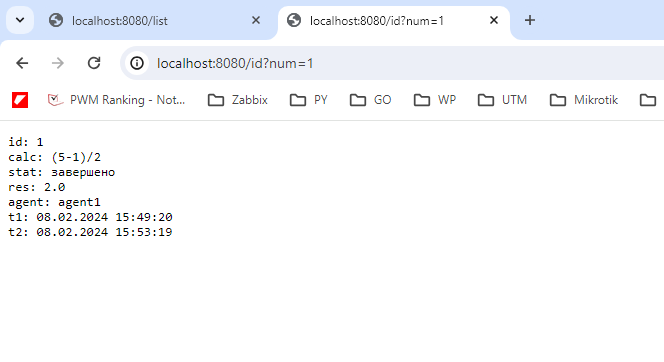 localhost:8080/list
localhost:8080/id?num=1
localhost:8080/id?num=1
PWM Ranking - Not...
Zabbix
PY
GO
WP
UTM
Mikrotik
id: 1
calc: (5-1)/2
stat: завершено
res: 2.0
agent: agent1
t1: 08.02.2024 15:49:20
t2: 08.02.2024 15:53:19